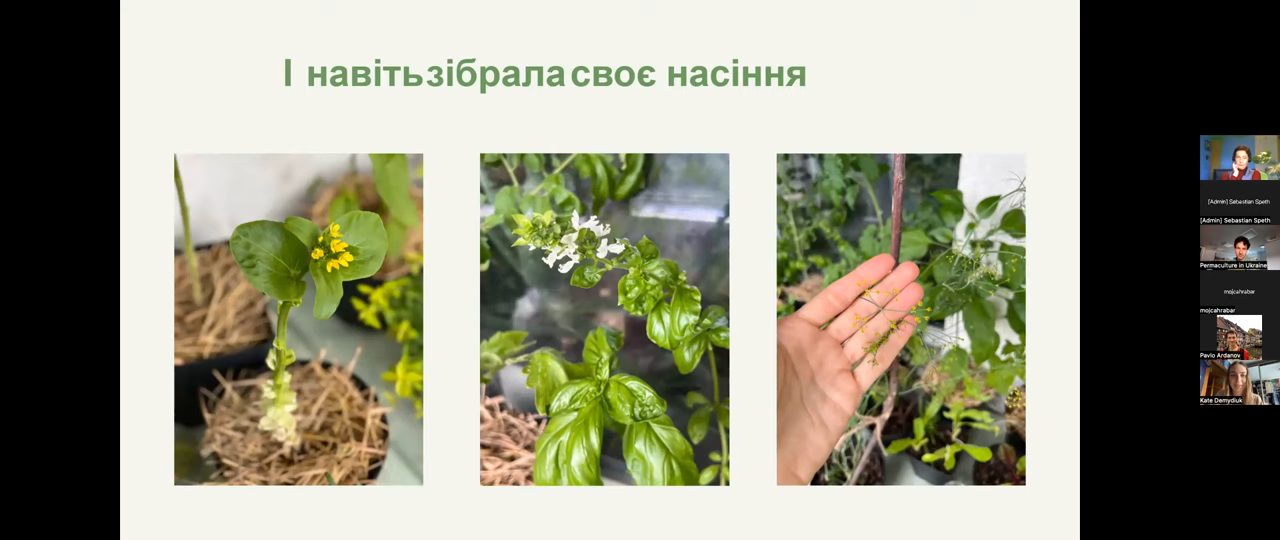 І навіть зібрала своє насіння
[Admin] Sebastian Speth
[Admin] Sebastian Speth
Permaculture in Ukraine
mojcahrabar
mojcahrabar
Pavlo Ardanov
Kate Demydiuk